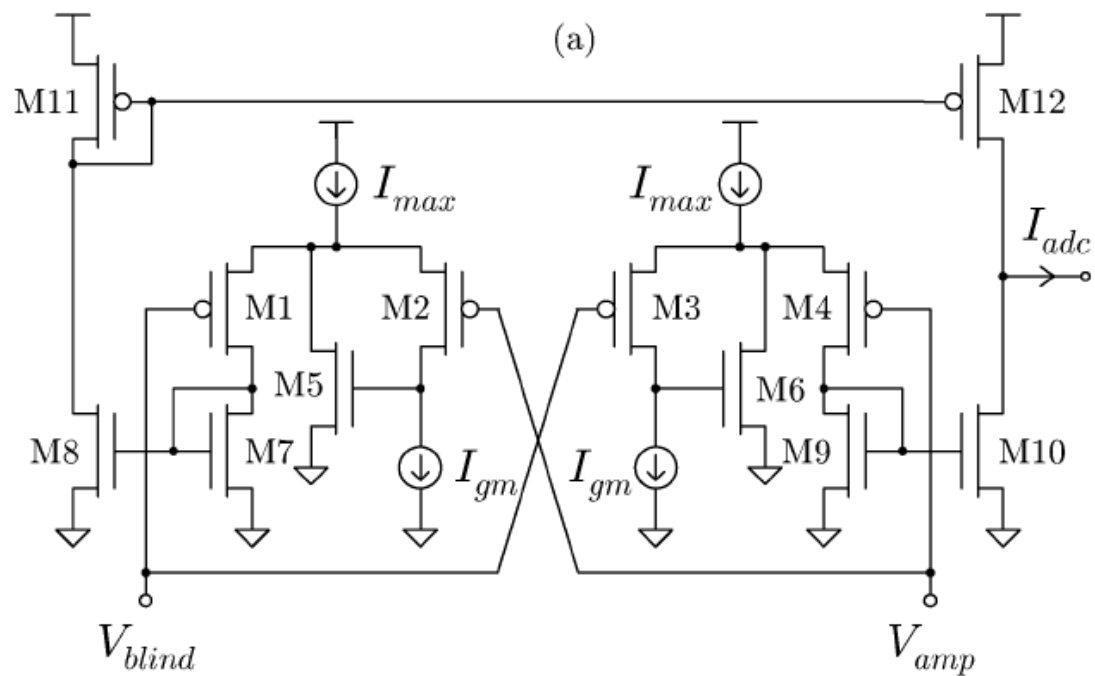 (a)
M11
M12
I_max
I_max
I_adc
M1
M2
M3
M4
M5
M6
M8
M7
I_gm
I_gm
M9
M10
V_blind
V_amp